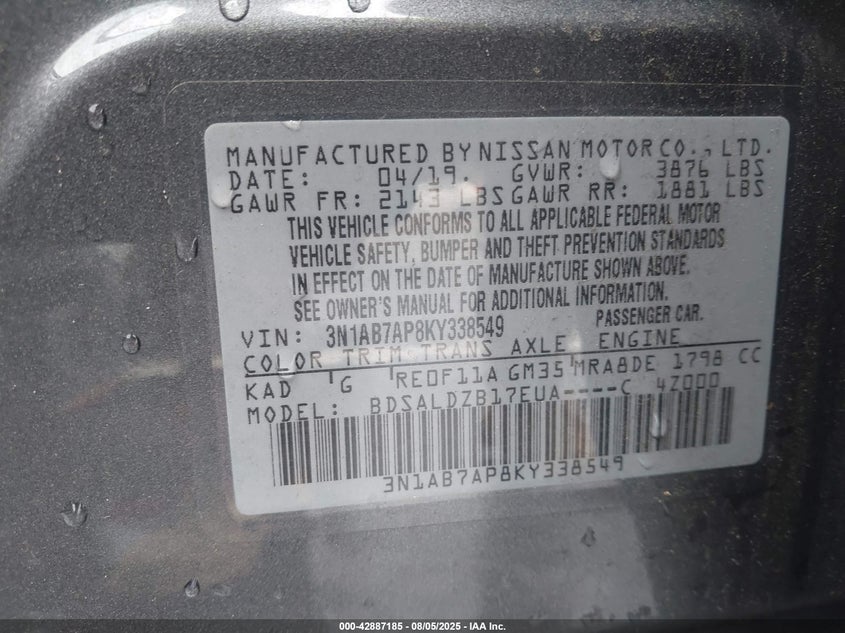 MANUFACTURED BY NISSAN MOTOR CO., LTD.
DATE: 04/19. GVWR: 3876 LBS
GAWR FR: 2143 LBS GAWR RR: 1881 LBS
THIS VEHICLE CONFORMS TO ALL APPLICABLE FEDERAL MOTOR
VEHICLE SAFETY, BUMPER AND THEFT PREVENTION STANDARDS
IN EFFECT ON THE DATE OF MANUFACTURE SHOWN ABOVE.
SEE OWNER'S MANUAL FOR ADDITIONAL INFORMATION.
VIN: 3N1AB7AP8KY338549 PASSENGER CAR.
COLOR TRIM TRANS AXLE ENGINE
KAD G RE0F11A GM35 MRA8DE 1798 CC
MODEL: BDSALDZB17EUA----C 4Z000
3N1AB7AP8KY338549
000-42887185 - 08/05/2025 - IAA Inc.